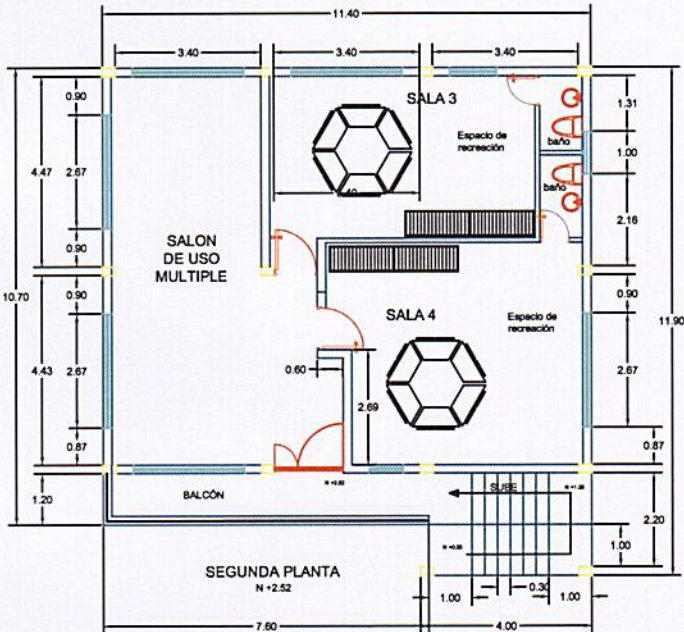 11.40
3.40
3.40
3.40
0.90
4.47
2.67
0.90
10.70
0.90
4.43
2.67
0.87
1.20
SALA 3
Espacio de
recreación
baño
baño
1.31
1.00
2.16
0.90
11.90
2.67
0.87
2.20
1.00
SALON
DE USO
MULTIPLE
SALA 4
Espacio de
recreación
0.60
2.69
BALCÓN
SUBE
SEGUNDA PLANTA
N +2.52
1.00
0.30
1.00
7.60
4.00